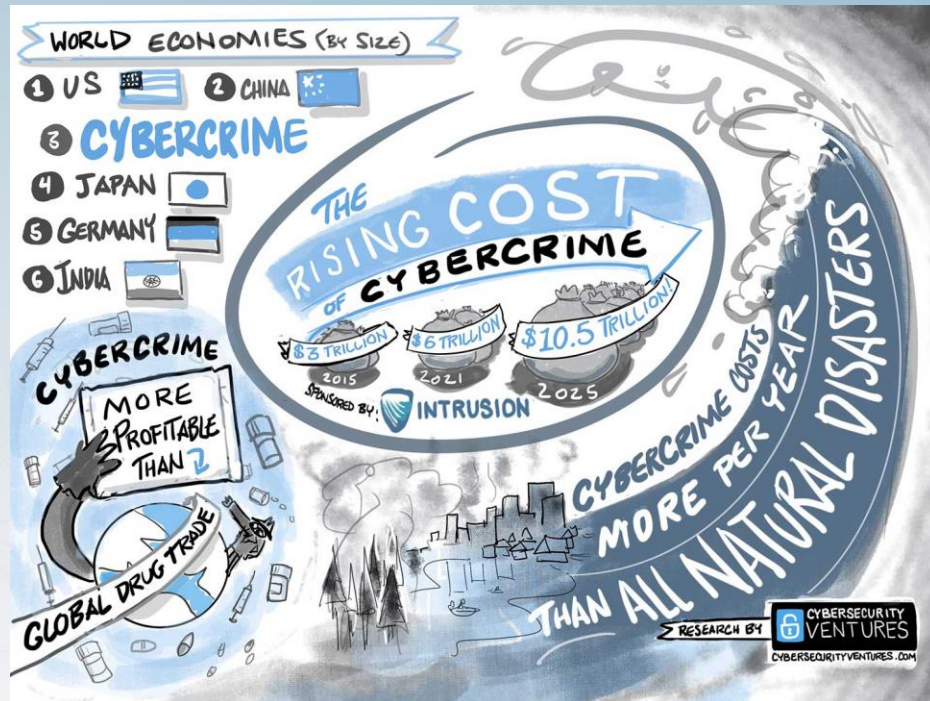 WORLD ECONOMIES (BY SIZE)
1 US
2 CHINA
3 CYBERCRIME
4 JAPAN
5 GERMANY
6 INDIA
THE
RISING COST
OF CYBERCRIME
$3 TRILLION
2015
$6 TRILLION
2021
$10.5 TRILLION!
2025
SPONSORED BY: INTRUSION
CYBERCRIME
MORE
PROFITABLE
THAN
GLOBAL DRUG TRADE
CYBERCRIME COSTS
MORE PER YEAR
THAN ALL NATURAL DISASTERS
RESEARCH BY
CYBERSECURITY
VENTURES
CYBERSECURITYVENTURES.COM